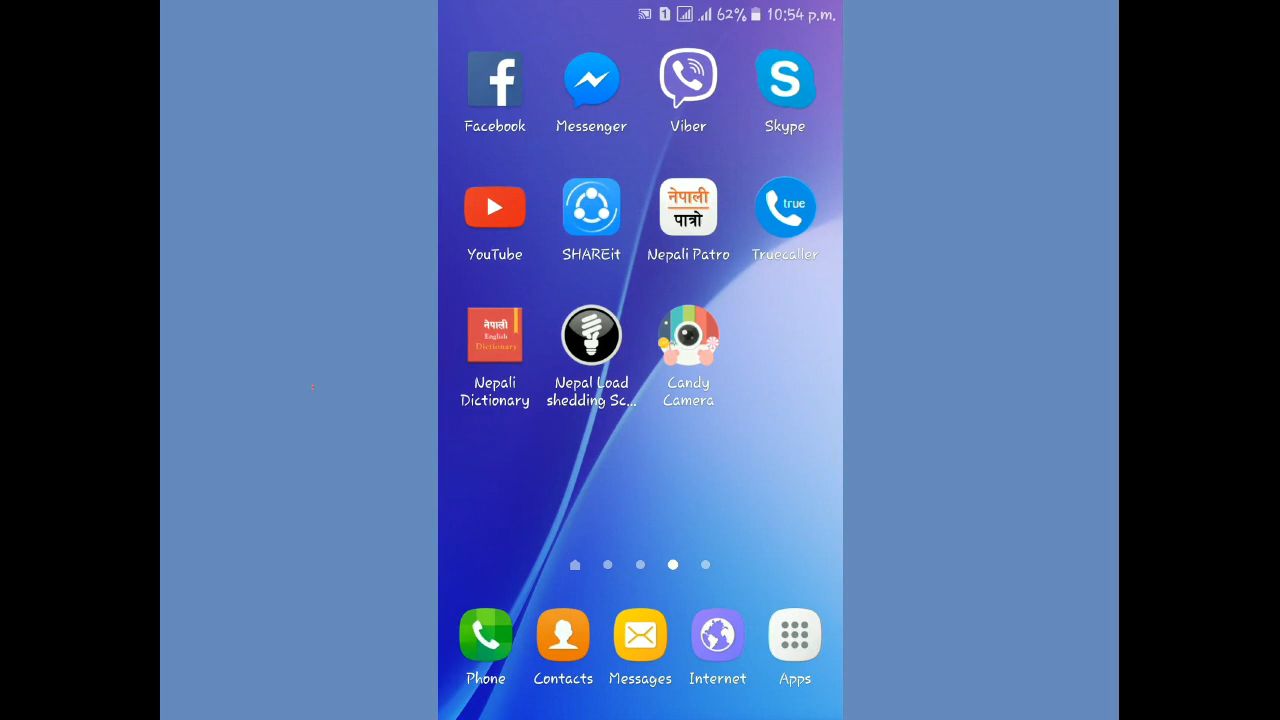 1 62% 10:54 p.m.
f
S
Facebook Messenger Viber Skype
नेपाली
पात्रो
true
YouTube SHAREit Nepali Patro Truecaller
नेपाली
English
Dictionary
Nepali Dictionary
Nepal Load shedding Sc...
Candy Camera
Phone Contacts Messages Internet Apps